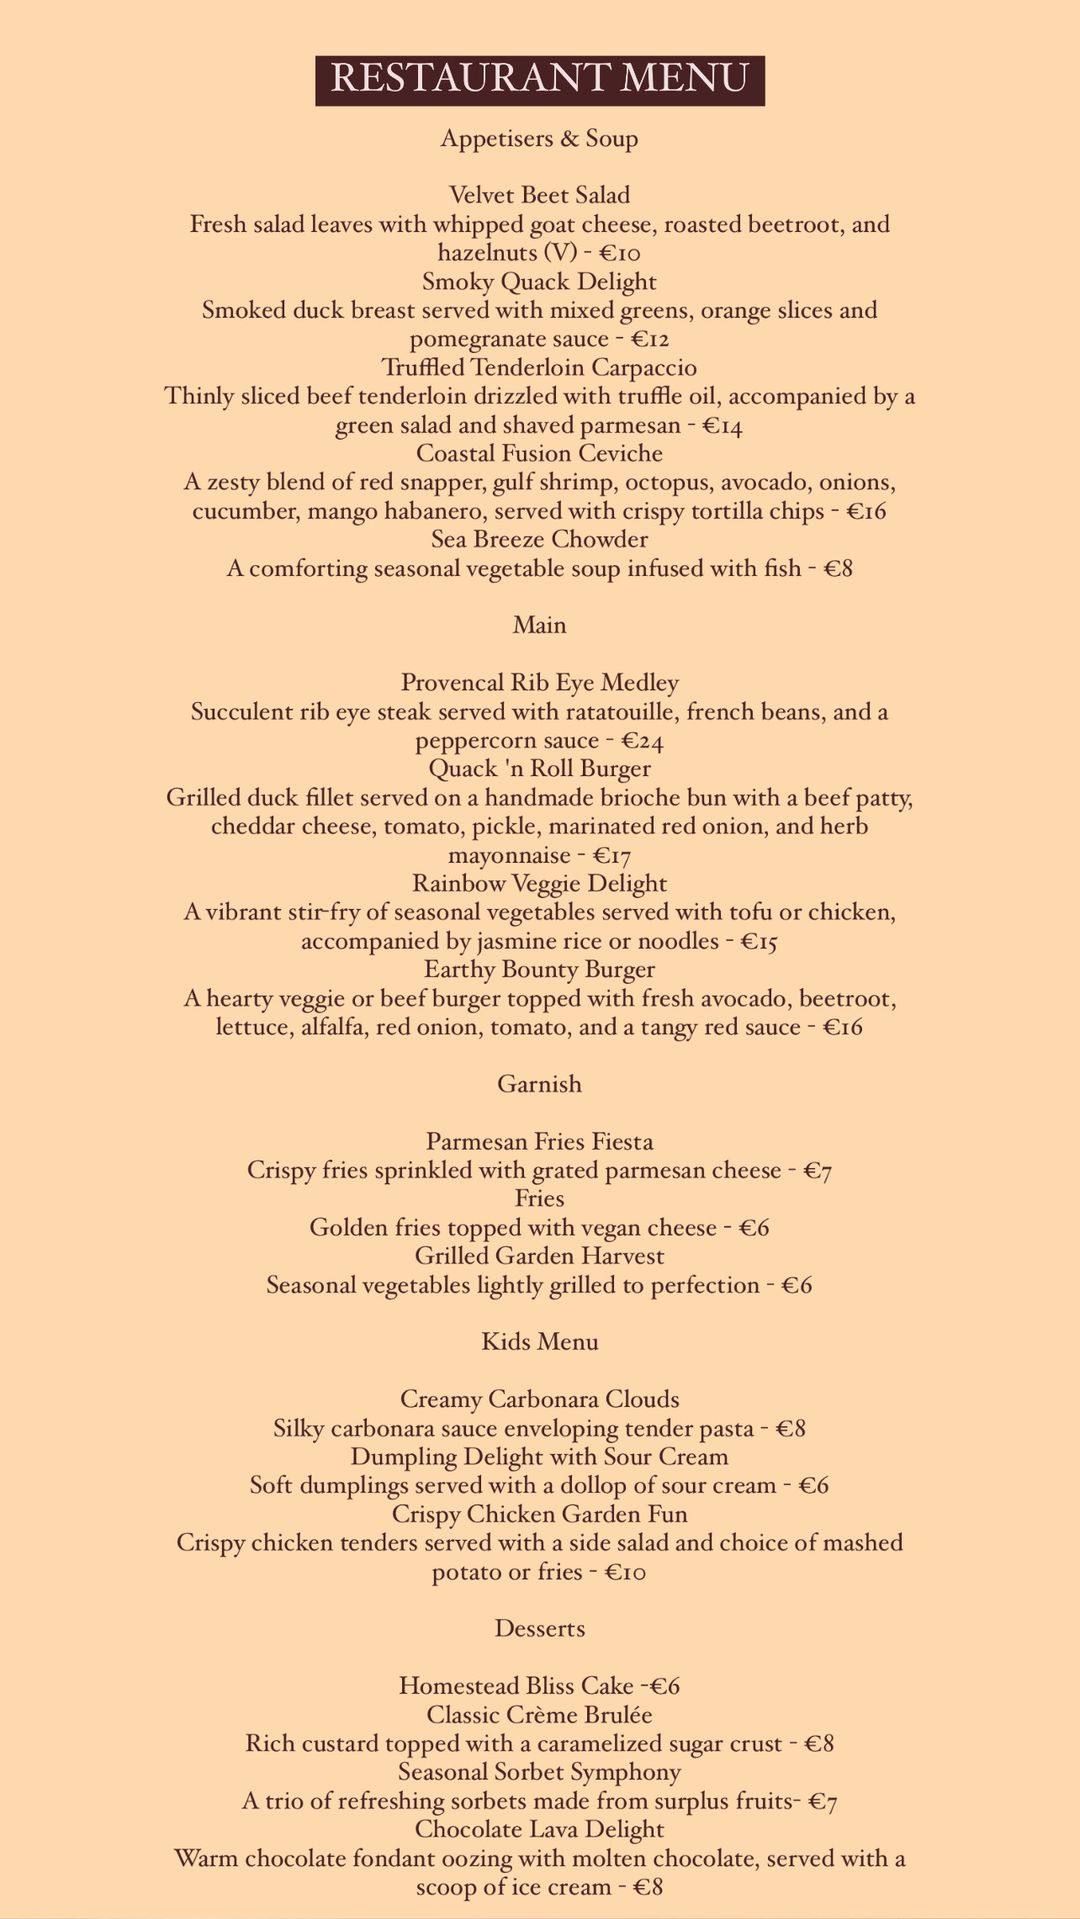 RESTAURANT MENU
Appetisers & Soup
Velvet Beet Salad
Fresh salad leaves with whipped goat cheese, roasted beetroot, and
hazelnuts (V) - €10
Smoky Quack Delight
Smoked duck breast served with mixed greens, orange slices and
pomegranate sauce - €12
Truffled Tenderloin Carpaccio
Thinly sliced beef tenderloin drizzled with truffle oil, accompanied by a
green salad and shaved parmesan - €14
Coastal Fusion Ceviche
A zesty blend of red snapper, gulf shrimp, octopus, avocado, onions,
cucumber, mango habanero, served with crispy tortilla chips - €16
Sea Breeze Chowder
A comforting seasonal vegetable soup infused with fish - €8
Main
Provencal Rib Eye Medley
Succulent rib eye steak served with ratatouille, french beans, and a
peppercorn sauce - €24
Quack 'n Roll Burger
Grilled duck fillet served on a handmade brioche bun with a beef patty,
cheddar cheese, tomato, pickle, marinated red onion, and herb
mayonnaise - €17
Rainbow Veggie Delight
A vibrant stir-fry of seasonal vegetables served with tofu or chicken,
accompanied by jasmine rice or noodles - €15
Earthy Bounty Burger
A hearty veggie or beef burger topped with fresh avocado, beetroot,
lettuce, alfalfa, red onion, tomato, and a tangy red sauce - €16
Garnish
Parmesan Fries Fiesta
Crispy fries sprinkled with grated parmesan cheese - €7
Fries
Golden fries topped with vegan cheese - €6
Grilled Garden Harvest
Seasonal vegetables lightly grilled to perfection - €6
Kids Menu
Creamy Carbonara Clouds
Silky carbonara sauce enveloping tender pasta - €8
Dumpling Delight with Sour Cream
Soft dumplings served with a dollop of sour cream - €6
Crispy Chicken Garden Fun
Crispy chicken tenders served with a side salad and choice of mashed
potato or fries - €10
Desserts
Homestead Bliss Cake -€6
Classic Crème Brulée
Rich custard topped with a caramelized sugar crust - €8
Seasonal Sorbet Symphony
A trio of refreshing sorbets made from surplus fruits- €7
Chocolate Lava Delight
Warm chocolate fondant oozing with molten chocolate, served with a
scoop of ice cream - €8